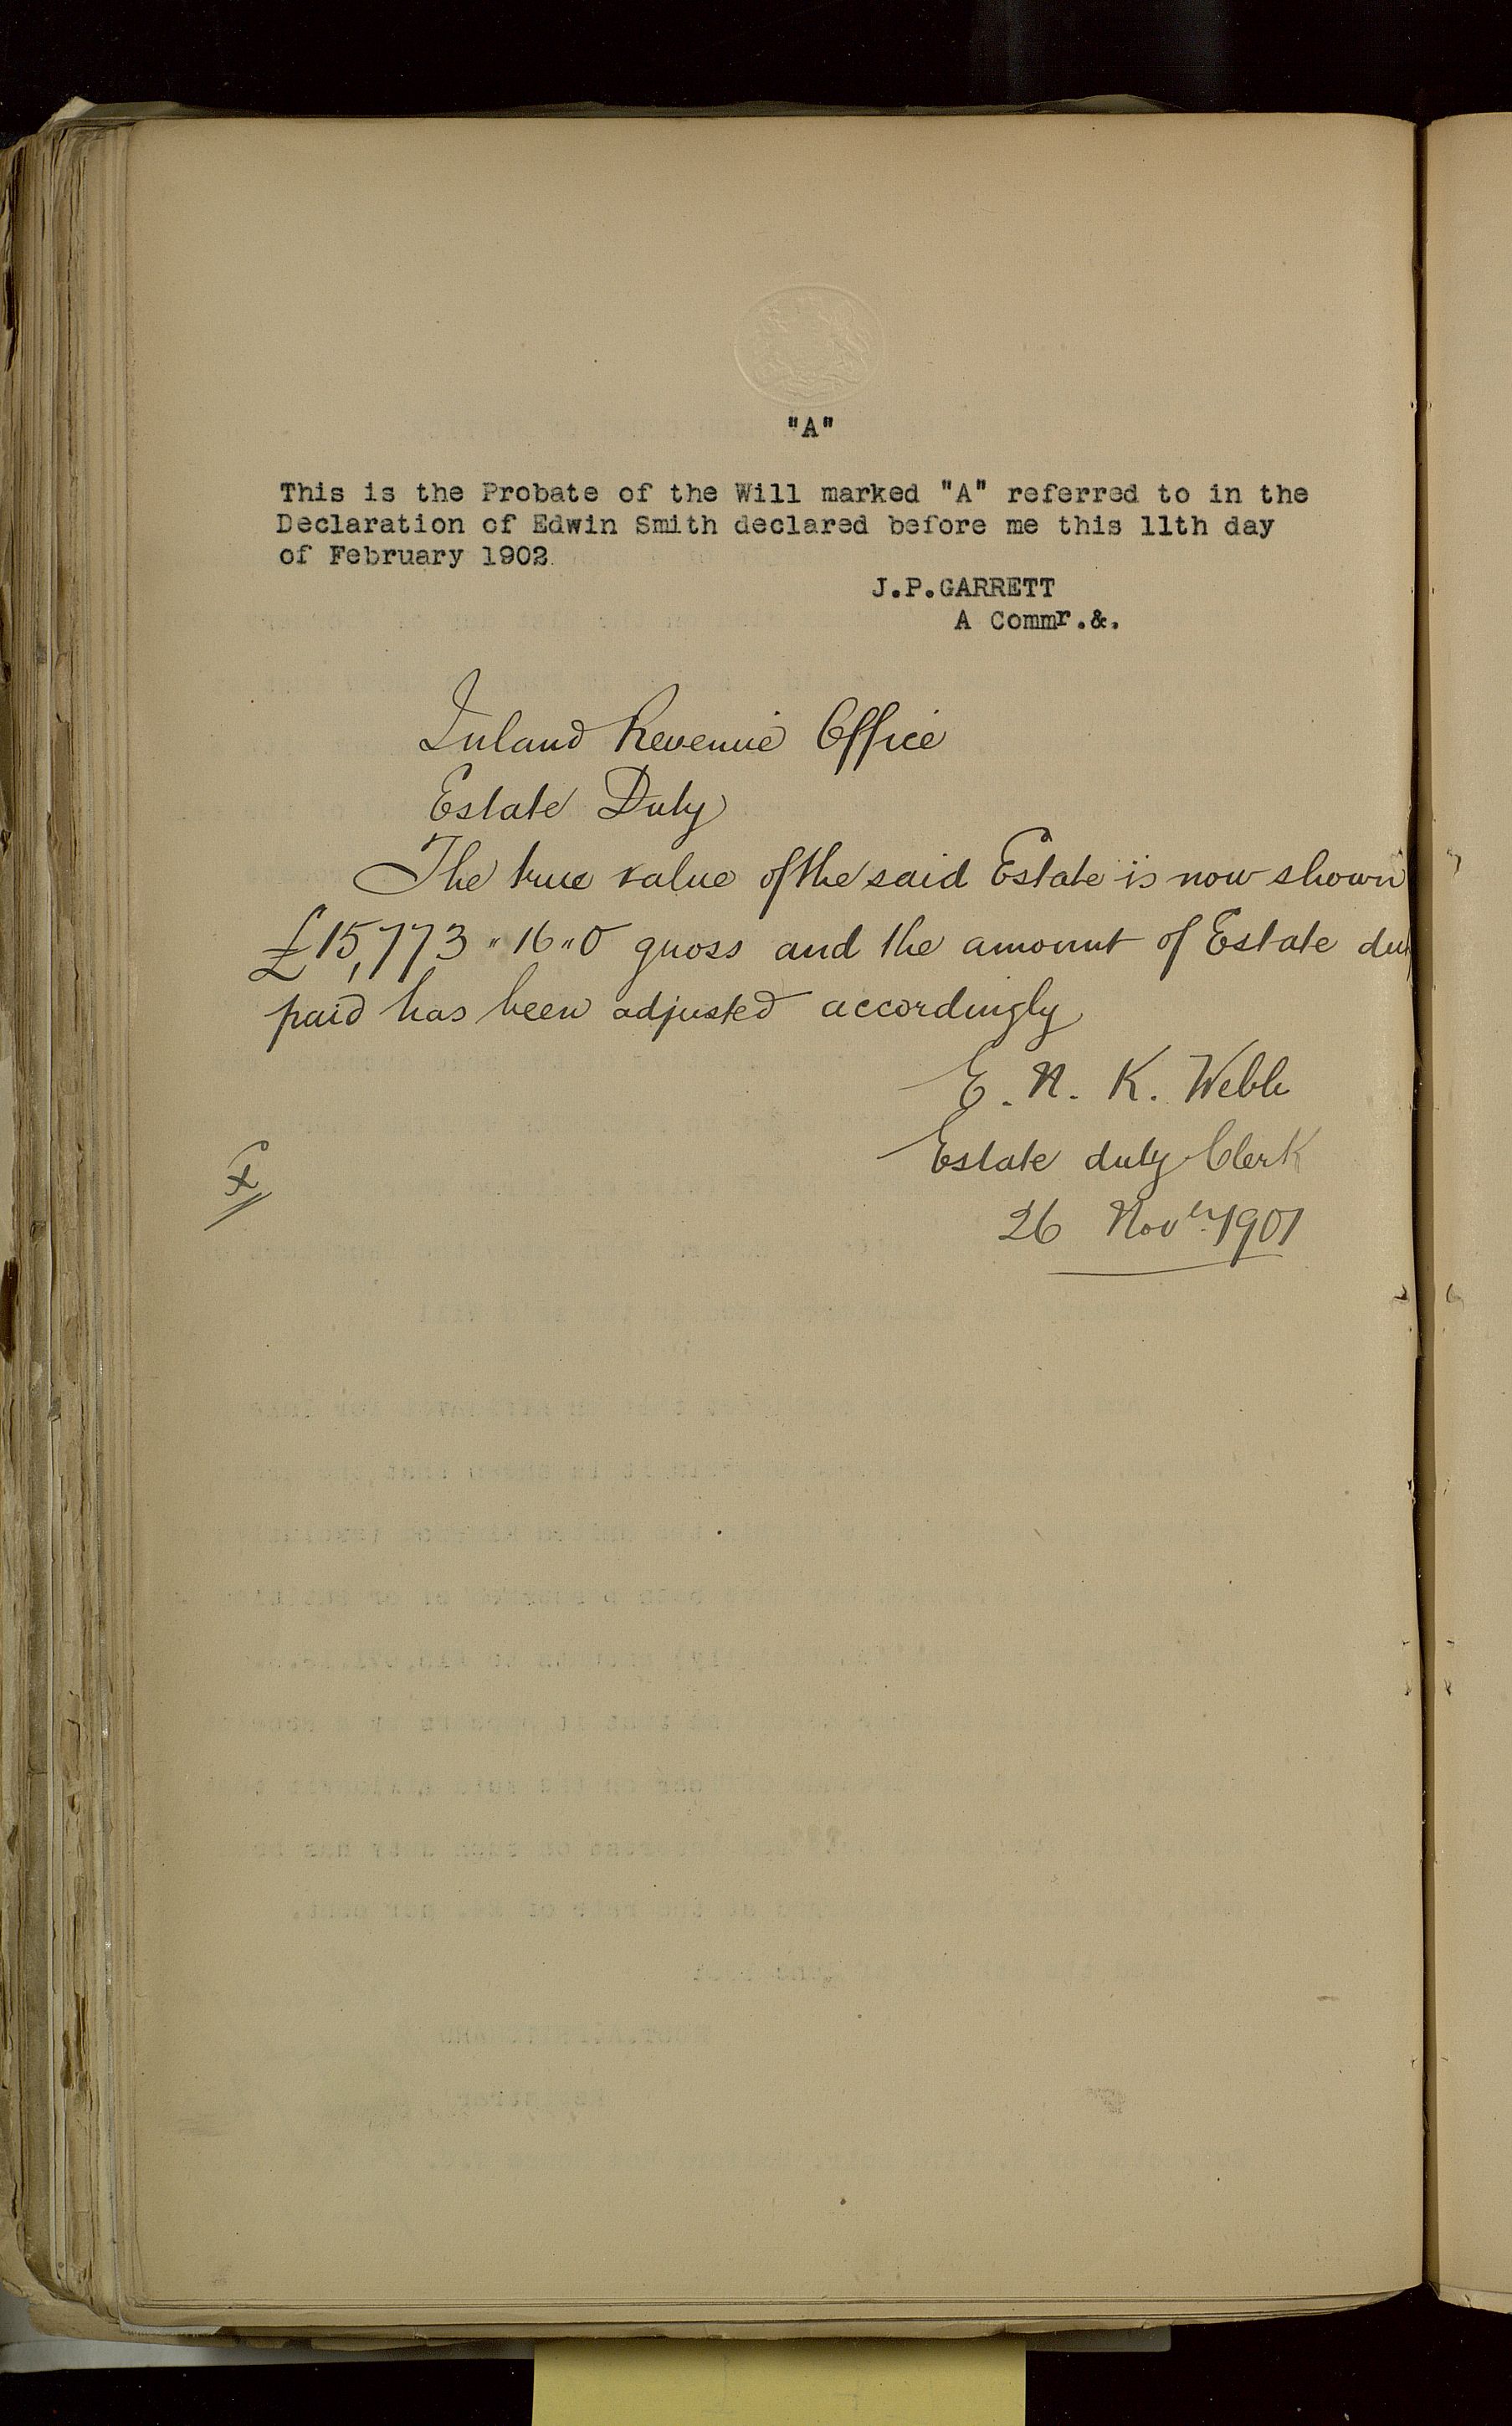 "A"
This is the Probate of the Will marked "A" referred to in the
Declaration of Edwin Smith declared before me this 11th day
of February 1902
J.P.GARRETT
A Commr.&.
Inland Revenue Office
Estate Duty
The true value of the said Estate is now shown
£15,773 " 16 " 0 gross and the amount of Estate du
paid has been adjusted accordingly
E. N. K. Webb
Estate duty Clerk
26 Novr. 1901